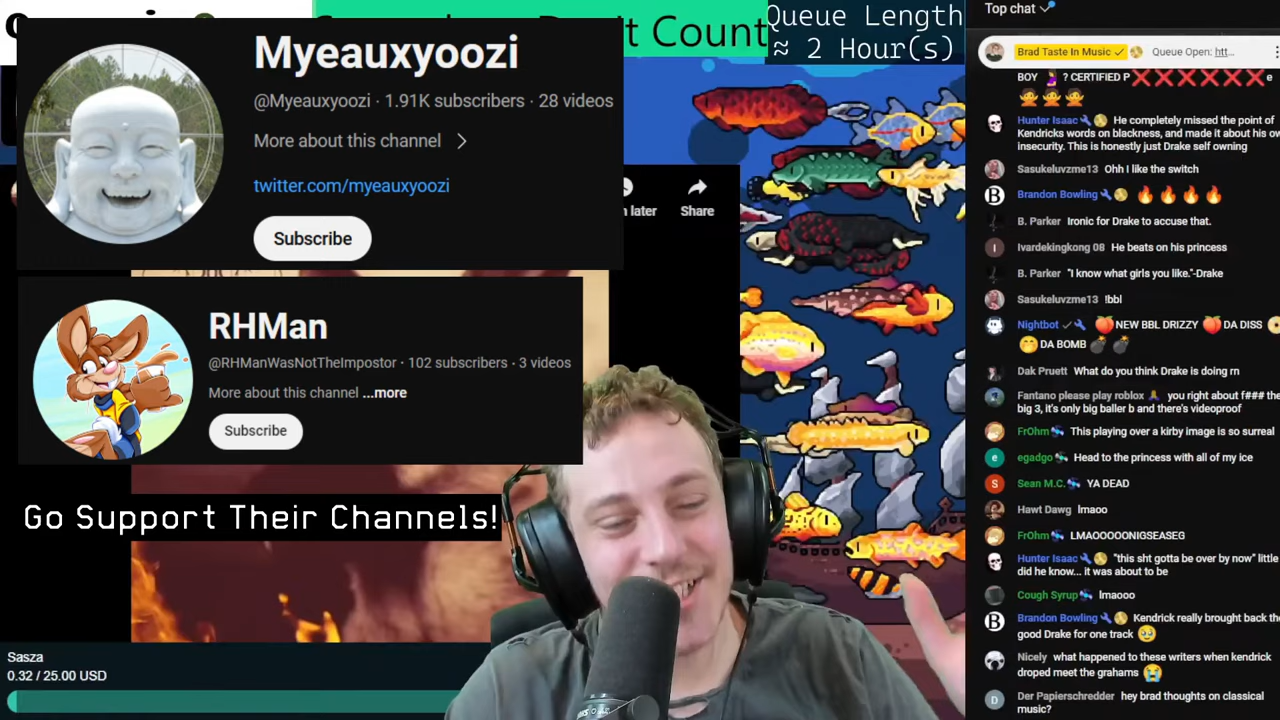 Myeauxyoozi
@Myeauxyoozi · 1.91K subscribers · 28 videos
More about this channel
twitter.com/myeauxyoozi
Subscribe
RHMan
@RHManWasNotTheImpostor · 102 subscribers · 3 videos
More about this channel ...more
Subscribe
Go Support Their Channels!
Sasza
0.32 / 25.00 USD
t Count
Queue Length
≈ 2 Hour(s)
later
Share
Top chat
Brad Taste In Music Queue Open: htt...
BOY ? CERTIFIED P❌❌❌❌❌❌ e
Hunter Isaac He completely missed the point of
Kendricks words on blackness, and made it about his ow
insecurity. This is honestly just Drake self owning
Sasukeluvzme13 Ohh I like the switch
Brandon Bowling 🔥🔥🔥🔥
B. Parker Ironic for Drake to accuse that.
Ivardekingkong 08 He beats on his princess
B. Parker "I know what girls you like."-Drake
Sasukeluvzme13 !bbl
Nightbot 🍑NEW BBL DRIZZY 🍑DA DISS
DA BOMB 💣 💣
Dak Pruett What do you think Drake is doing rn
Fantano please play roblox you right about f### the
big 3, it's only big baller b and there's videoproof
FrOhm This playing over a kirby image is so surreal
egadgo Head to the princess with all of my ice
Sean M.C. YA DEAD
Hawt Dawg lmaoo
FrOhm LMAOOOOONIGSEASEG
Hunter Isaac "this sht gotta be over by now" little
did he know... it was about to be
Cough Syrup lmaooo
Brandon Bowling Kendrick really brought back the
good Drake for one track 🥹
Nicely what happened to these writers when kendrick
droped meet the grahams 😭
Der Papierschredder hey brad thoughts on classical
music?